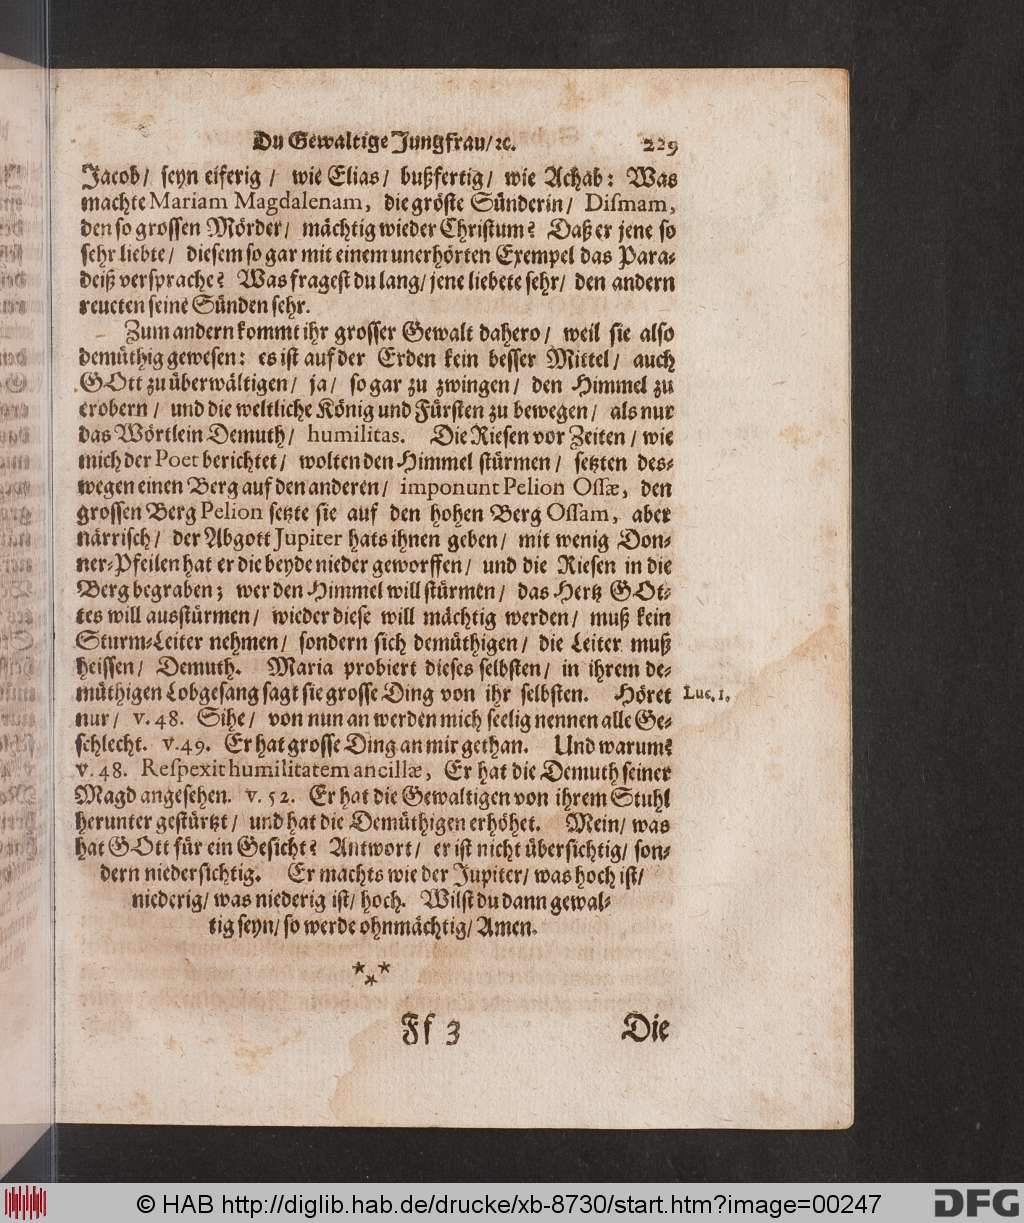 Du Gewaltige Jungfrau/ ꝛc. 229
Jacob/ ſeyn eiferig/ wie Elias/ bußfertig/ wie Achab: Was
machte Mariam Magdalenam, die gröſte Sünderin/ Diſmam,
den ſo groſſen Mörder/ mächtig wieder Chriſtum? Daß er jene ſo
ſehr liebte/ dieſem ſo gar mit einem unerhörten Exempel das Para-
deiß verſprache? Was frageſt du lang/ jene liebete ſehr/ den andern
reueten ſeine Sünden ſehr.
Zum andern kommt ihr groſſer Gewalt dahero/ weil ſie alſo
demüthig geweſen: es iſt auf der Erden kein beſſer Mittel/ auch
GOtt zu überwältigen/ ja/ ſo gar zu zwingen/ den Himmel zu
erobern/ und die weltliche König und Fürſten zu bewegen/ als nur
das Wörtlein Demuth/ humilitas. Die Rieſen vor Zeiten/ wie
mich der Poet berichtet/ wolten den Himmel ſtürmen/ ſetzten des-
wegen einen Berg auf den anderen/ imponunt Pelion Oſſæ, den
groſſen Berg Pelion ſetzte ſie auf den hohen Berg Oſſam, aber
närriſch/ der Abgott Jupiter hats ihnen geben/ mit wenig Don-
ner-Pfeilen hat er die beyde nieder geworffen/ und die Rieſen in die
Berg begraben; wer den Himmel will ſtürmen/ das Hertz GOt-
tes will ausſtürmen/ wieder dieſe will mächtig werden/ muß kein
Sturm-Leiter nehmen/ ſondern ſich demüthigen/ die Leiter muß
heiſſen/ Demuth. Maria probiert dieſes ſelbſten/ in ihrem de-
müthigen Lobgeſang ſagt ſie groſſe Ding von ihr ſelbſten. Höret Luc. 1.
nur/ v. 48. Sihe/ von nun an werden mich ſeelig nennen alle Ge-
ſchlecht. v. 49. Er hat groſſe Ding an mir gethan. Und warum?
v. 48. Reſpexit humilitatem ancillæ, Er hat die Demuth ſeiner
Magd angeſehen. v. 52. Er hat die Gewaltigen von ihrem Stuhl
herunter geſtürtzt/ und hat die Demüthigen erhöhet. Mein/ was
hat GOtt für ein Geſicht? Antwort/ er iſt nicht überſichtig/ ſon-
dern niederſichtig. Er machts wie der Jupiter/ was hoch iſt/
niederig/ was niederig iſt/ hoch. Wilſt du dann gewal-
tig ſeyn/ ſo werde ohnmächtig/ Amen.
Ff 3 Die
© HAB http://diglib.hab.de/drucke/xb-8730/start.htm?image=00247 DFG